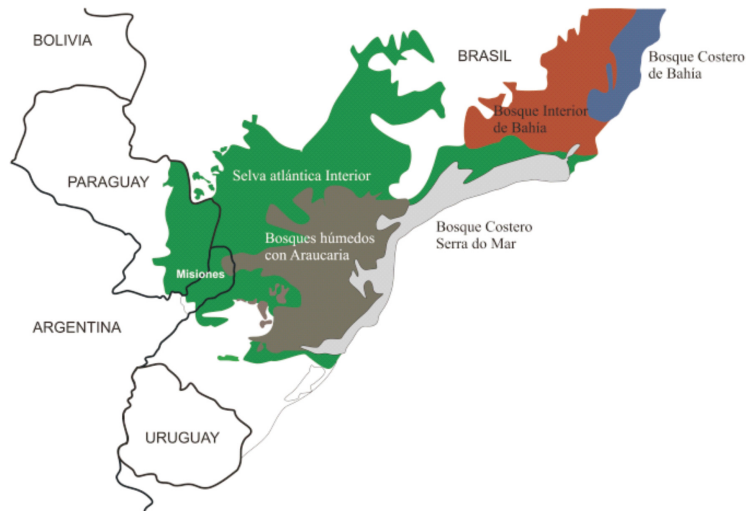 BOLIVIA
BRASIL
Bosque Costero
de Bahía
Bosque Interior
de Bahía
PARAGUAY
Selva atlántica Interior
Bosques húmedos
con Araucaria
Bosque Costero
Serra do Mar
Misiones
ARGENTINA
URUGUAY